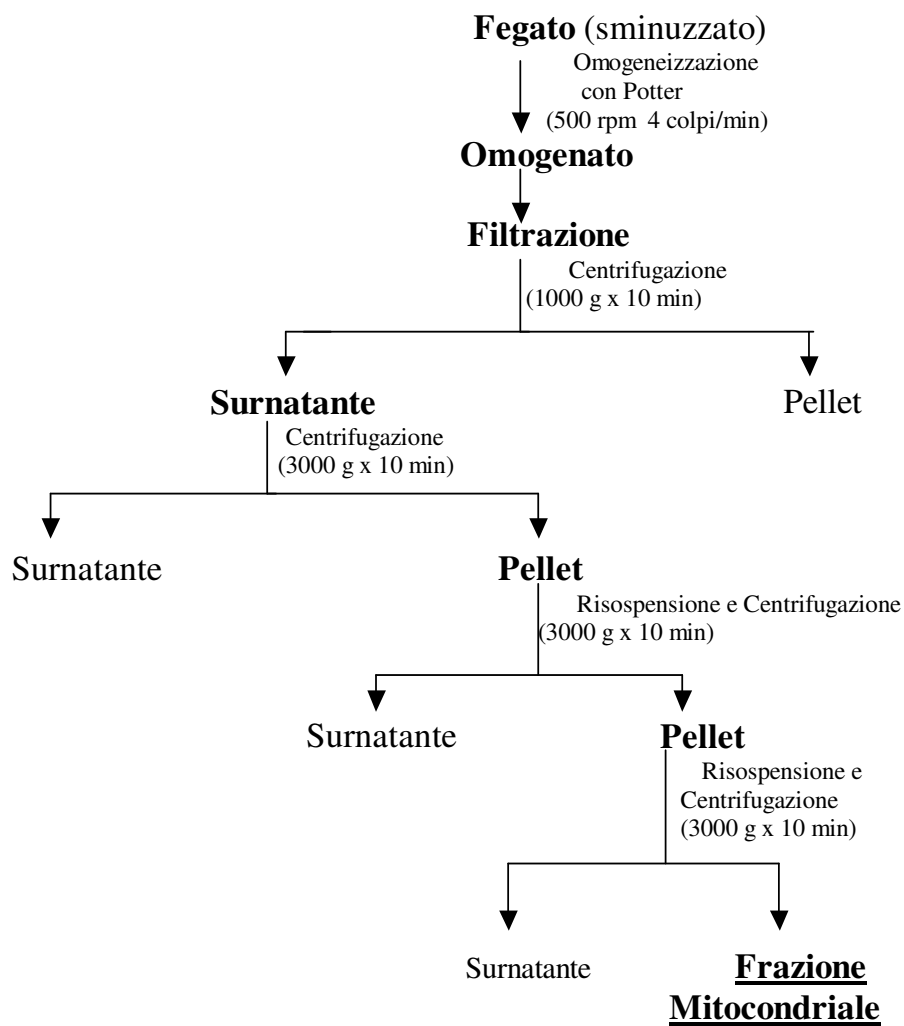 Fegato (sminuzzato)
Omogeneizzazione
con Potter
(500 rpm 4 colpi/min)
Omogenato
Filtrazione
Centrifugazione
(1000 g x 10 min)
Surnatante
Pellet
Centrifugazione
(3000 g x 10 min)
Surnatante
Pellet
Risospensione e Centrifugazione
(3000 g x 10 min)
Surnatante
Pellet
Risospensione e
Centrifugazione
(3000 g x 10 min)
Surnatante
Frazione
Mitocondriale